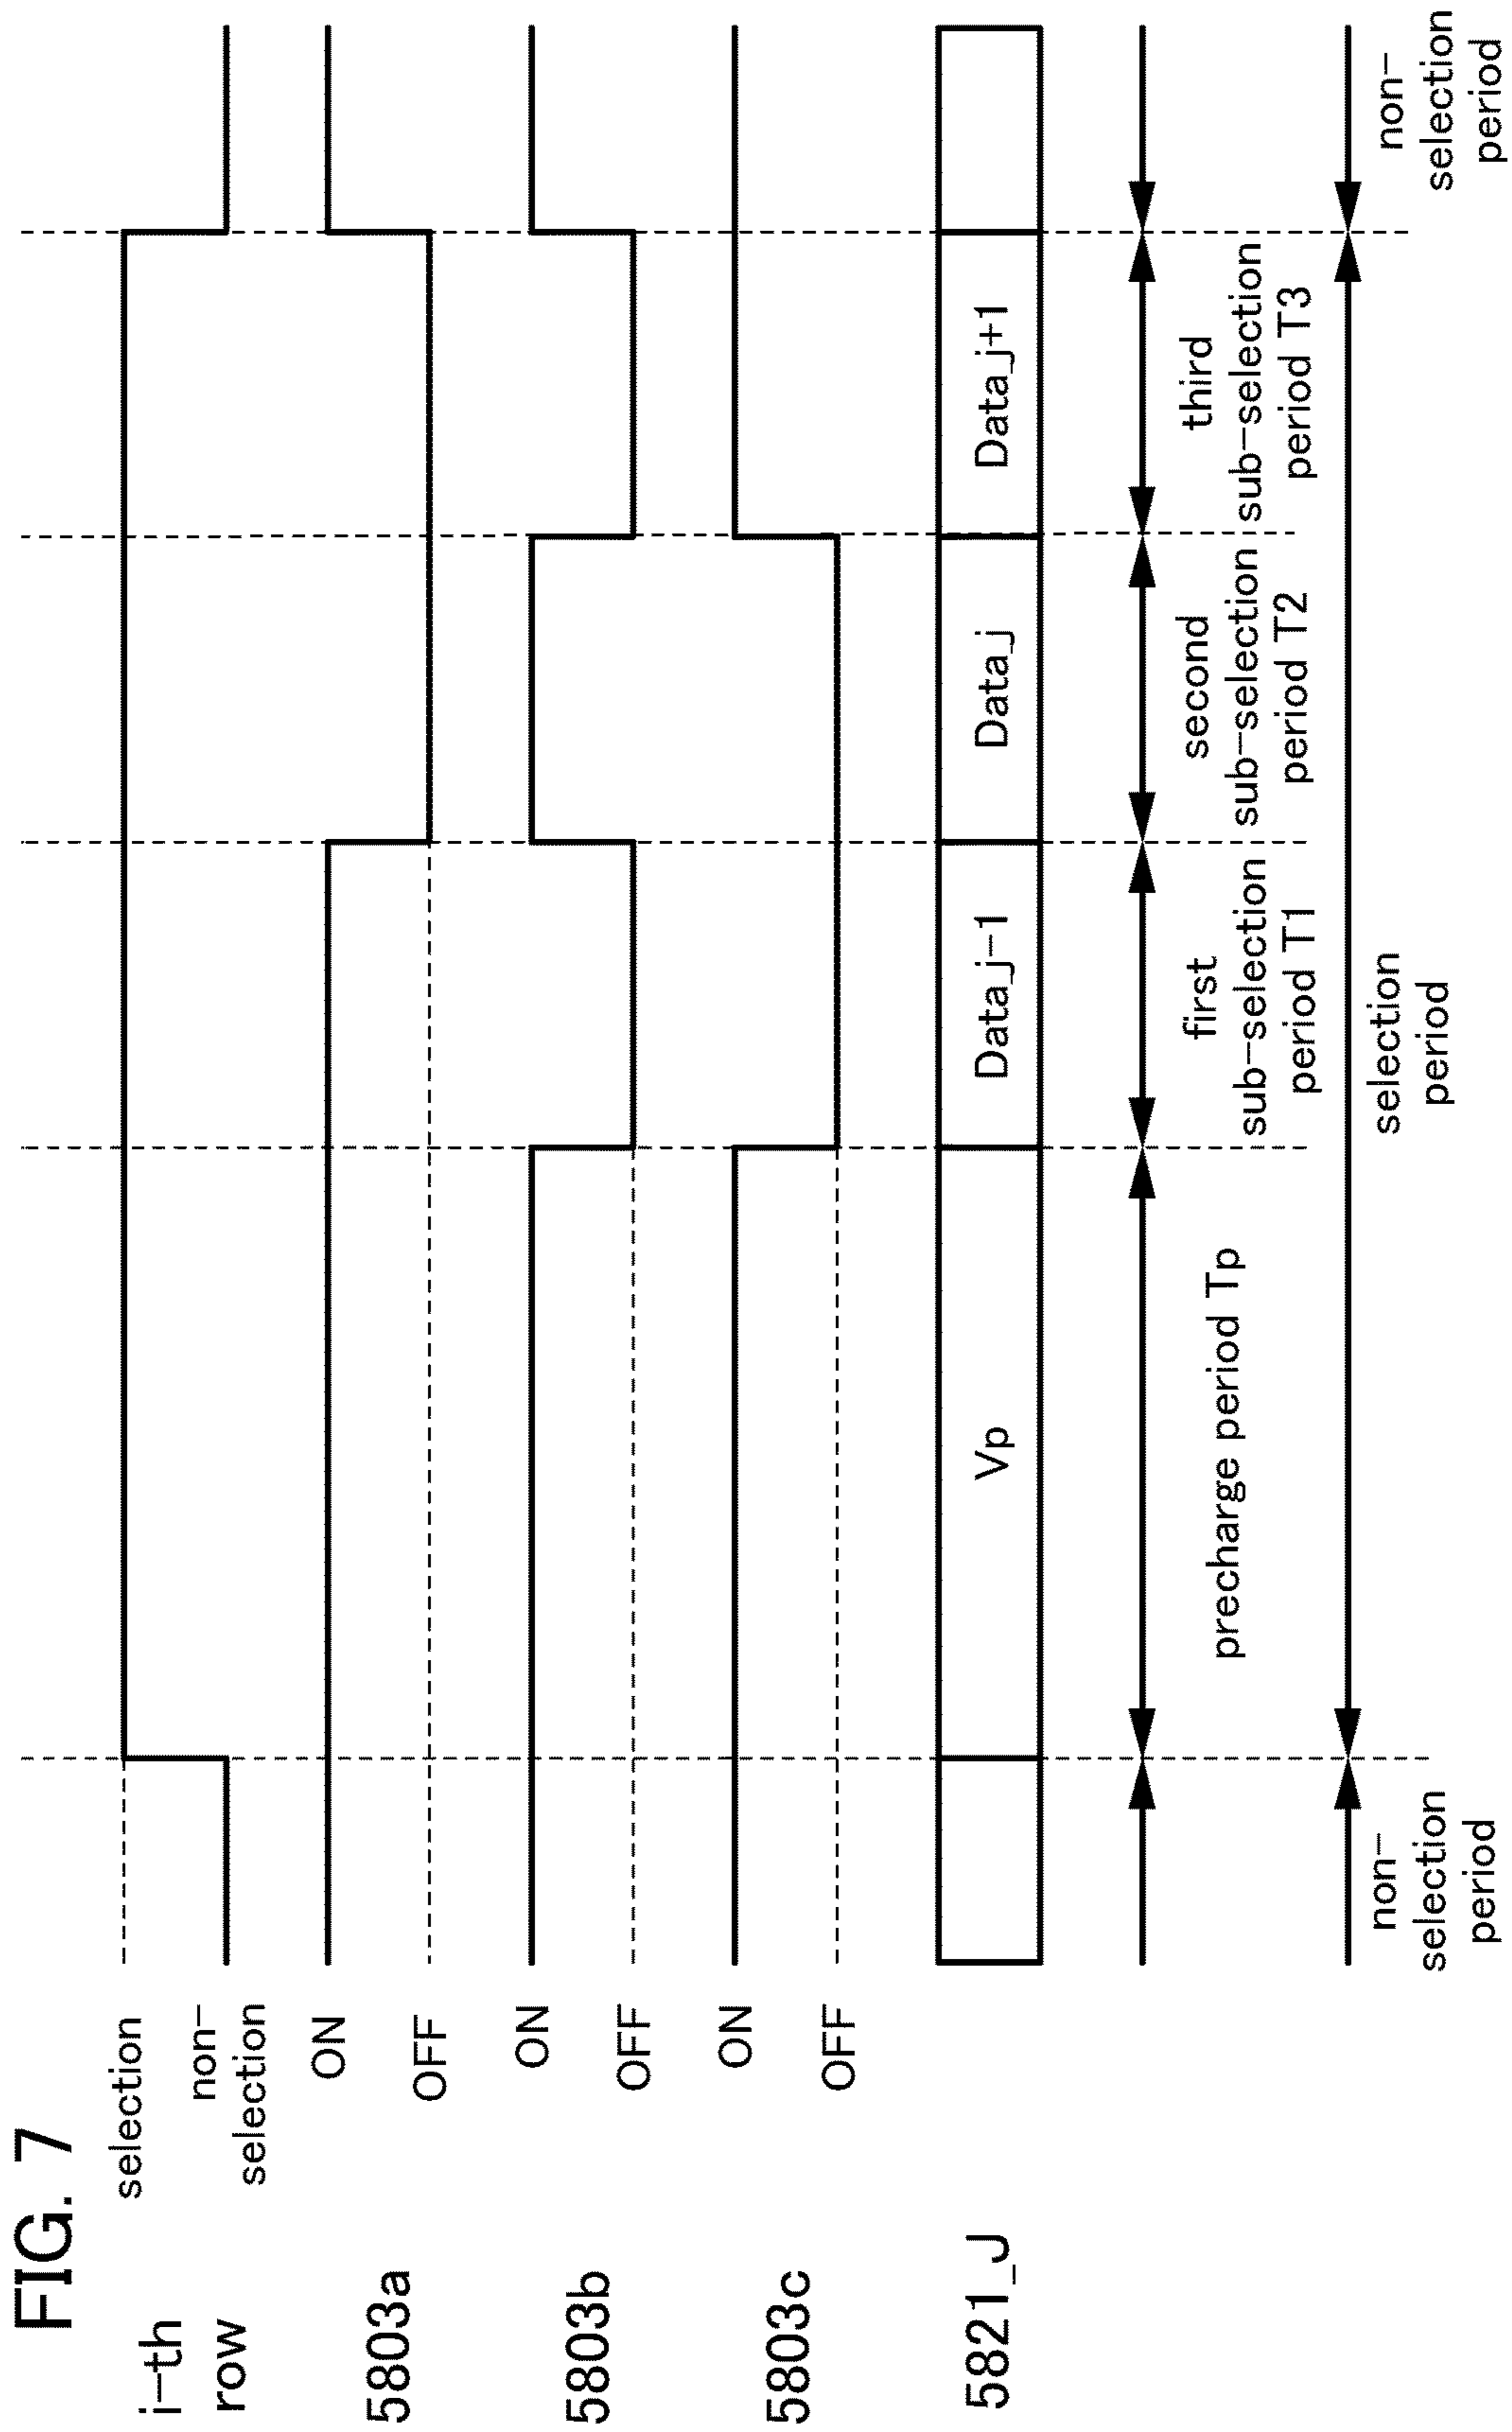 FIG. 7
i-th
row
selection
non-
selection
5803a
ON
OFF
5803b
ON
OFF
5803c
ON
OFF
5821_J
Vp
Data_j-1
Data_j
Data_j+1
precharge period Tp
first
sub-selection
period T1
second
sub-selection
period T2
third
sub-selection
period T3
non-
selection
period
selection
period
non-
selection
period